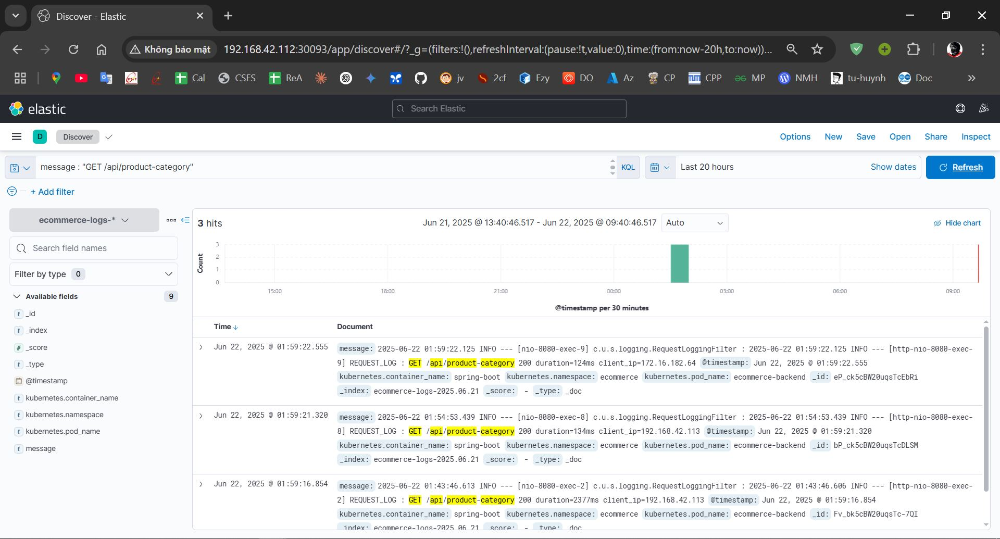 Discover - Elastic
Không bảo mật 192.168.42.112:30093/app/discover#/?_g=(filters:!(),refreshInterval:(pause:!t,value:0),time:(from:now-20h,to:now))...
Cal CSES ReA jv 2cf Ezy DO Az CP CPP MP NMH tu-huynh Doc
elastic Search Elastic
D Discover Options New Save Open Share Inspect
message : "GET /api/product-category" KQL Last 20 hours Show dates Refresh
+ Add filter
ecommerce-logs-*
Search field names
Filter by type 0
Available fields 9
_id
_index
_score
_type
@timestamp
kubernetes.container_name
kubernetes.namespace
kubernetes.pod_name
message
3 hits Jun 21, 2025 @ 13:40:46.517 - Jun 22, 2025 @ 09:40:46.517 Auto Hide chart
Count
3
2
1
0
15:00 18:00 21:00 00:00 03:00 06:00 09:00
@timestamp per 30 minutes
Time Document
Jun 22, 2025 @ 01:59:22.555 message: 2025-06-22 01:59:22.125 INFO --- [nio-8080-exec-9] c.u.s.logging.RequestLoggingFilter : 2025-06-22 01:59:22.125 INFO --- [http-nio-8080-exec-
9] REQUEST_LOG : GET /api/product-category 200 duration=124ms client_ip=172.16.182.64 @timestamp: Jun 22, 2025 @ 01:59:22.555
kubernetes.container_name: spring-boot kubernetes.namespace: ecommerce kubernetes.pod_name: ecommerce-backend _id: eP_ck5cBW20uqsTcEbRi
_index: ecommerce-logs-2025.06.21 _score: - _type: _doc
Jun 22, 2025 @ 01:59:21.320 message: 2025-06-22 01:54:53.439 INFO --- [nio-8080-exec-8] c.u.s.logging.RequestLoggingFilter : 2025-06-22 01:54:53.439 INFO --- [http-nio-8080-exec-
8] REQUEST_LOG : GET /api/product-category 200 duration=134ms client_ip=192.168.42.113 @timestamp: Jun 22, 2025 @ 01:59:21.320
kubernetes.container_name: spring-boot kubernetes.namespace: ecommerce kubernetes.pod_name: ecommerce-backend _id: bP_ck5cBW20uqsTcDLSM
_index: ecommerce-logs-2025.06.21 _score: - _type: _doc
Jun 22, 2025 @ 01:59:16.854 message: 2025-06-22 01:43:46.613 INFO --- [nio-8080-exec-2] c.u.s.logging.RequestLoggingFilter : 2025-06-22 01:43:46.606 INFO --- [http-nio-8080-exec-
2] REQUEST_LOG : GET /api/product-category 200 duration=2377ms client_ip=192.168.42.113 @timestamp: Jun 22, 2025 @ 01:59:16.854
kubernetes.container_name: spring-boot kubernetes.namespace: ecommerce kubernetes.pod_name: ecommerce-backend _id: Fv_bk5cBW20uqsTc-7QI
_index: ecommerce-logs-2025.06.21 _score: - _type: _doc